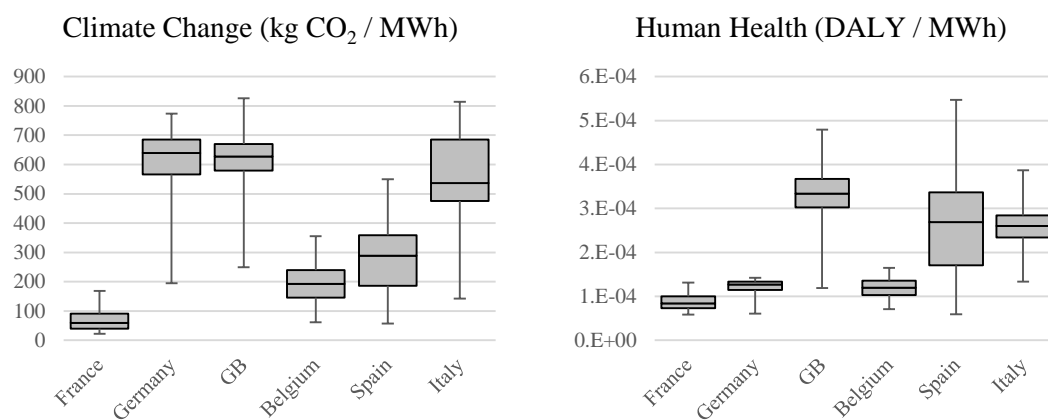 Climate Change (kg CO₂ / MWh)
900
800
700
600
500
400
300
200
100
0
France
Germany
GB
Belgium
Spain
Italy
Human Health (DALY / MWh)
6.E-04
5.E-04
4.E-04
3.E-04
2.E-04
1.E-04
0.E+00
France
Germany
GB
Belgium
Spain
Italy